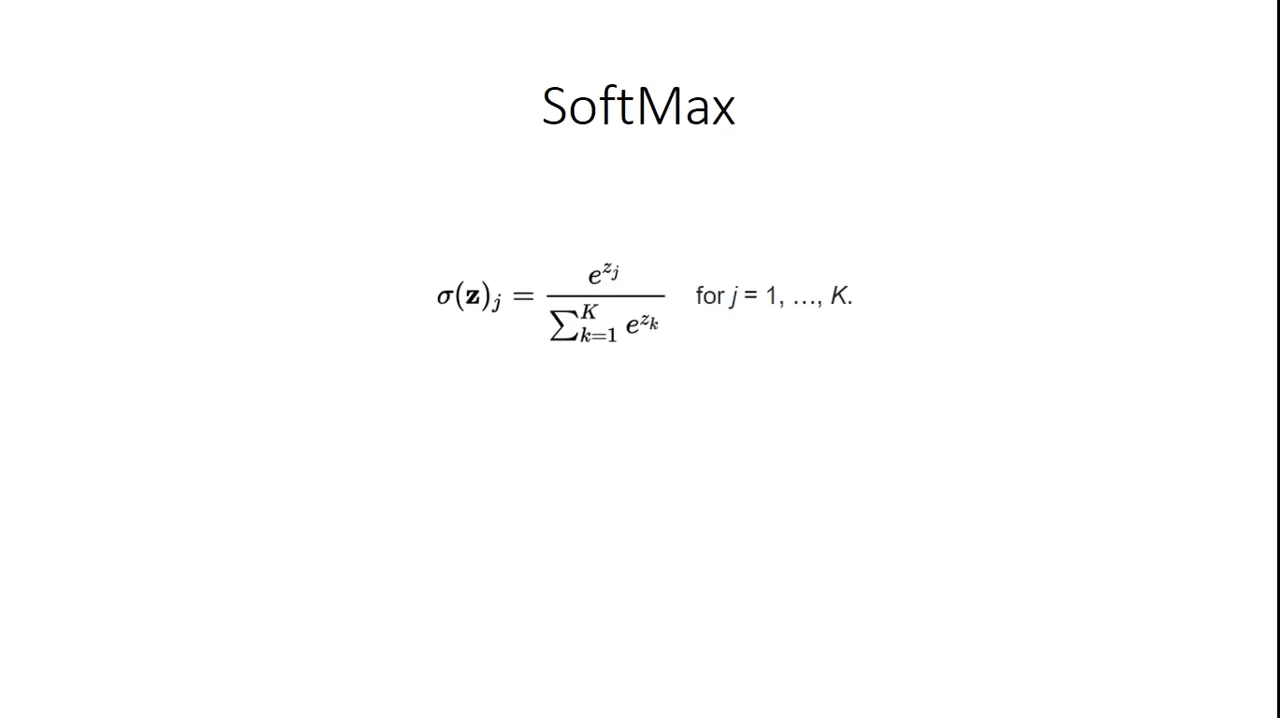 SoftMax
σ(𝐳)_j = e^{z_j} / ∑_{k=1}^{K} e^{z_k} for j = 1, ..., K.